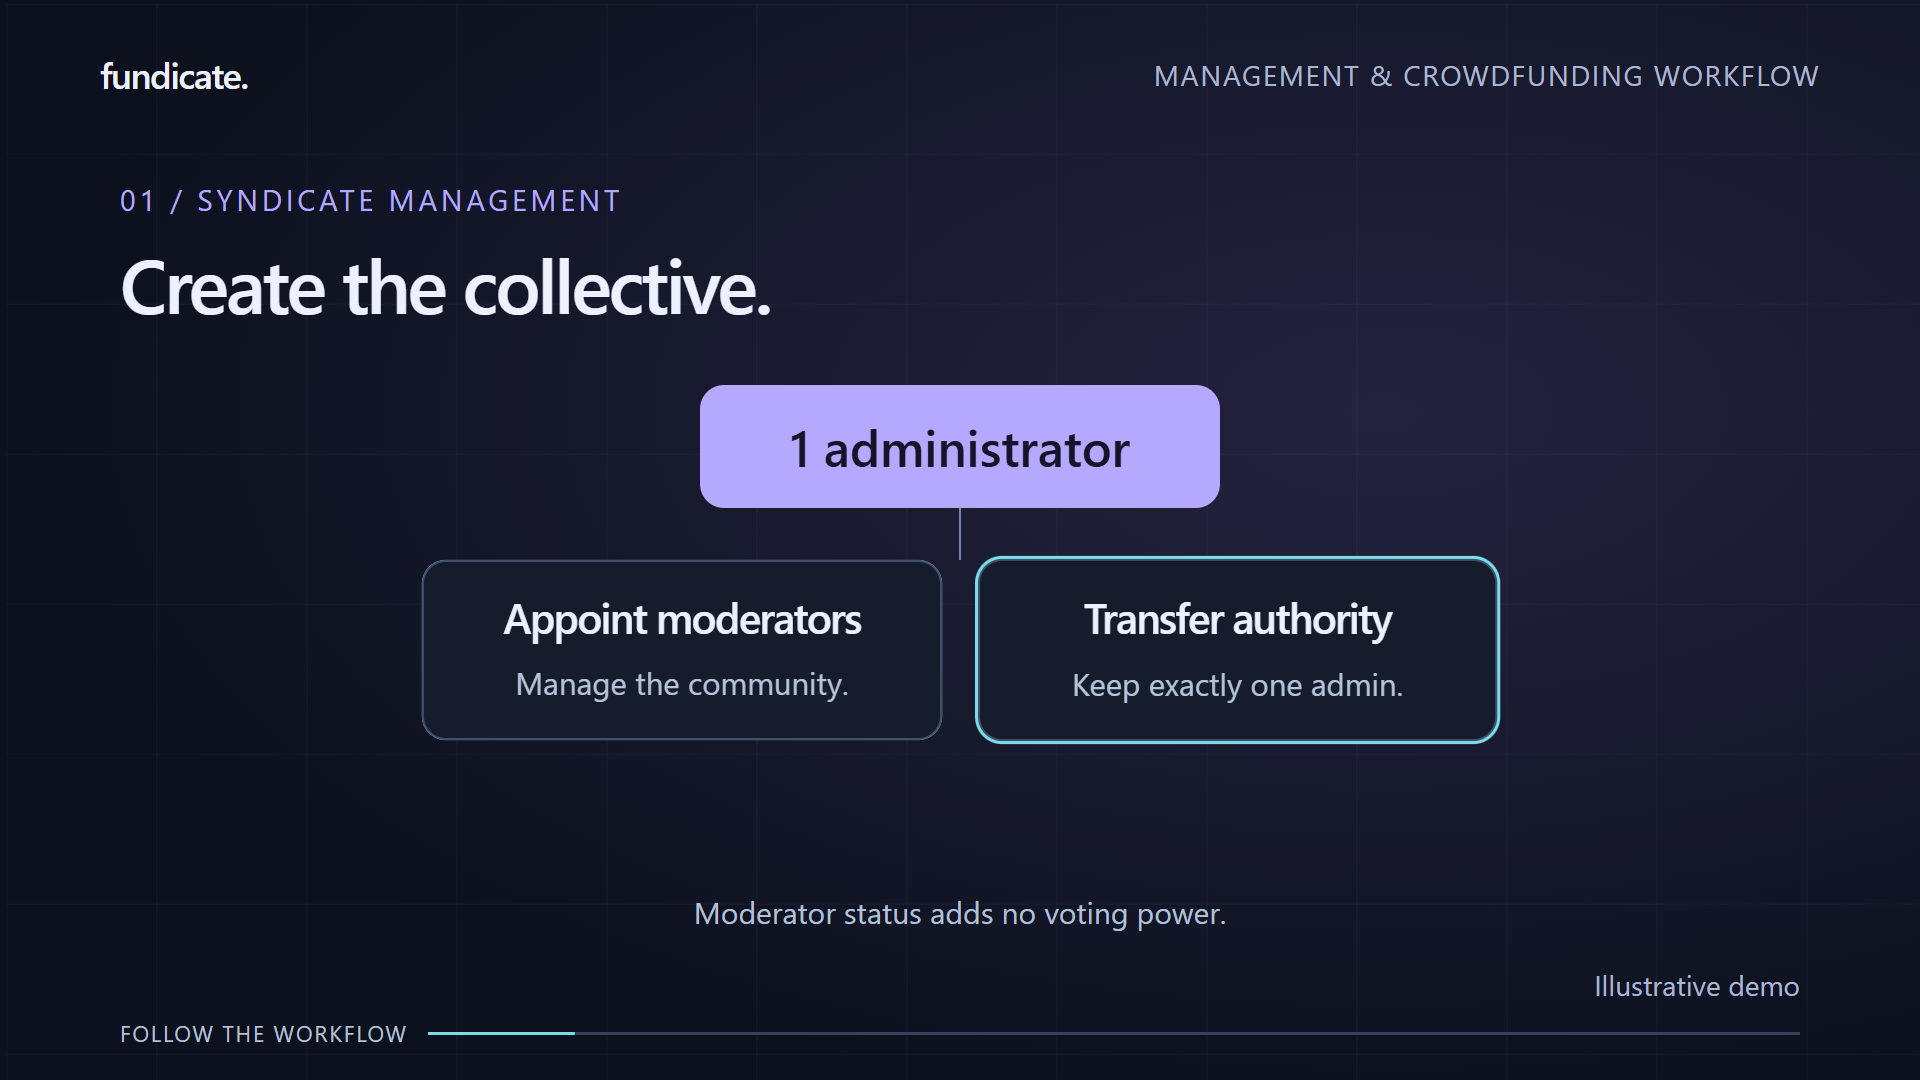 fundicate.
MANAGEMENT & CROWDFUNDING WORKFLOW
01 / SYNDICATE MANAGEMENT
Create the collective.
1 administrator
Appoint moderators
Manage the community.
Transfer authority
Keep exactly one admin.
Moderator status adds no voting power.
Illustrative demo
FOLLOW THE WORKFLOW